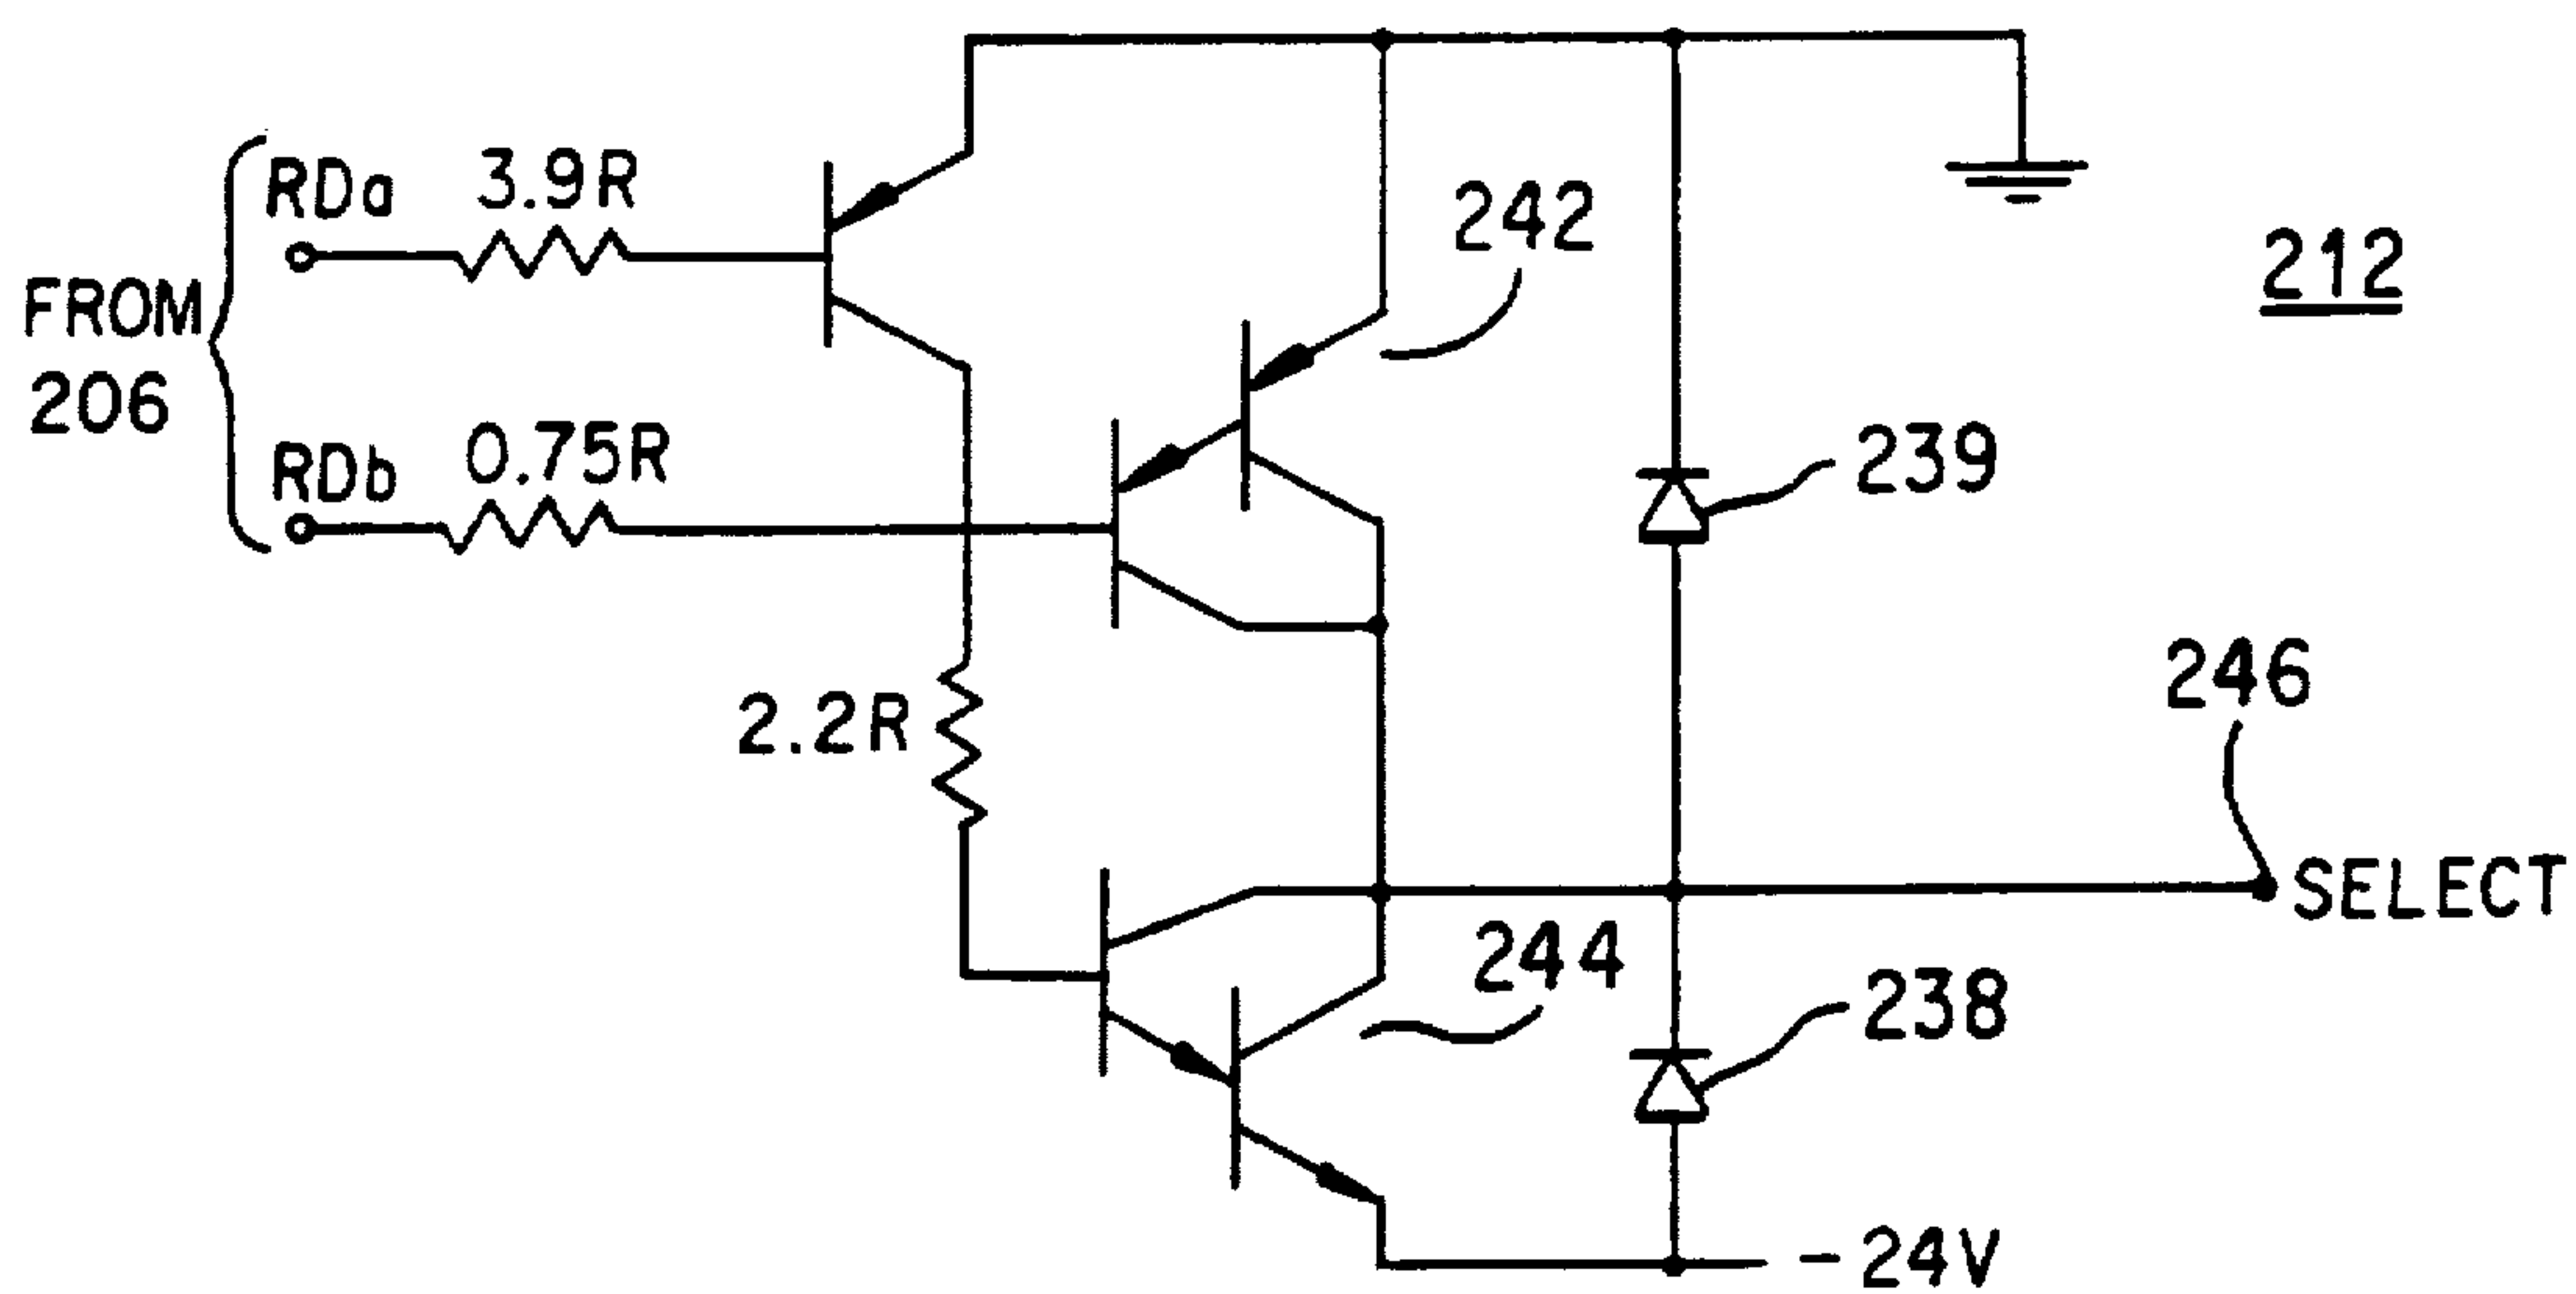 RDa
3.9R
FROM
206
RDb
0.75R
242
212
239
2.2R
246
SELECT
244
238
-24V